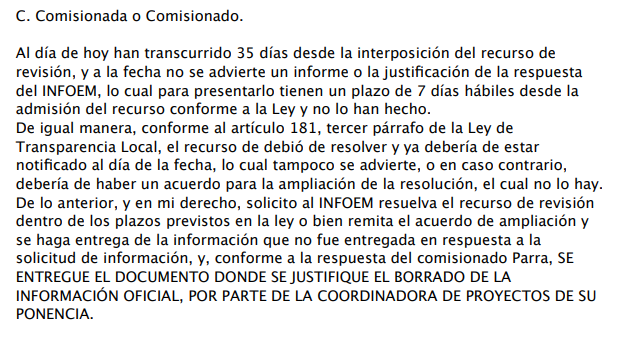 C. Comisionada o Comisionado.
Al día de hoy han transcurrido 35 días desde la interposición del recurso de
revisión, y a la fecha no se advierte un informe o la justificación de la respuesta
del INFOEM, lo cual para presentarlo tienen un plazo de 7 días hábiles desde la
admisión del recurso conforme a la Ley y no lo han hecho.
De igual manera, conforme al artículo 181, tercer párrafo de la Ley de
Transparencia Local, el recurso de debió de resolver y ya debería de estar
notificado al día de la fecha, lo cual tampoco se advierte, o en caso contrario,
debería de haber un acuerdo para la ampliación de la resolución, el cual no lo hay.
De lo anterior, y en mi derecho, solicito al INFOEM resuelva el recurso de revisión
dentro de los plazos previstos en la ley o bien remita el acuerdo de ampliación y
se haga entrega de la información que no fue entregada en respuesta a la
solicitud de información, y, conforme a la respuesta del comisionado Parra, SE
ENTREGUE EL DOCUMENTO DONDE SE JUSTIFIQUE EL BORRADO DE LA
INFORMACIÓN OFICIAL, POR PARTE DE LA COORDINADORA DE PROYECTOS DE SU
PONENCIA.